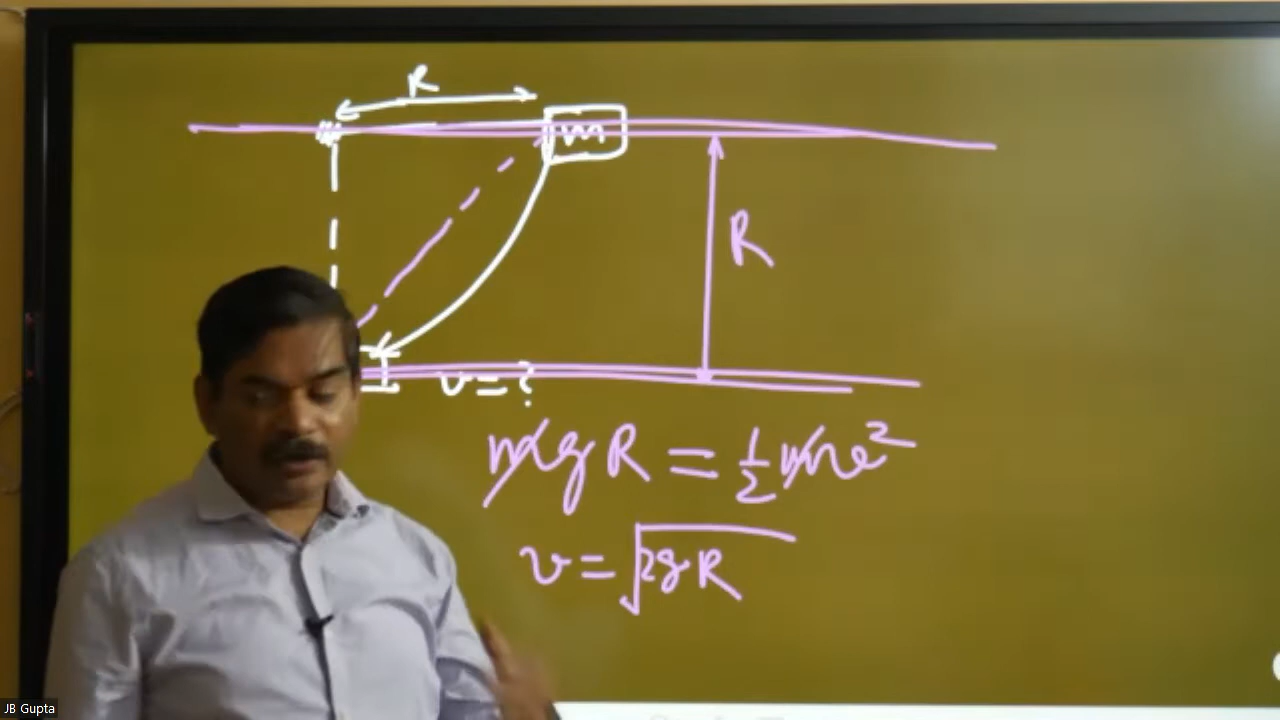 R
m
R
v = ?
mgR = 1/2 mv²
v = √2gR
JB Gupta